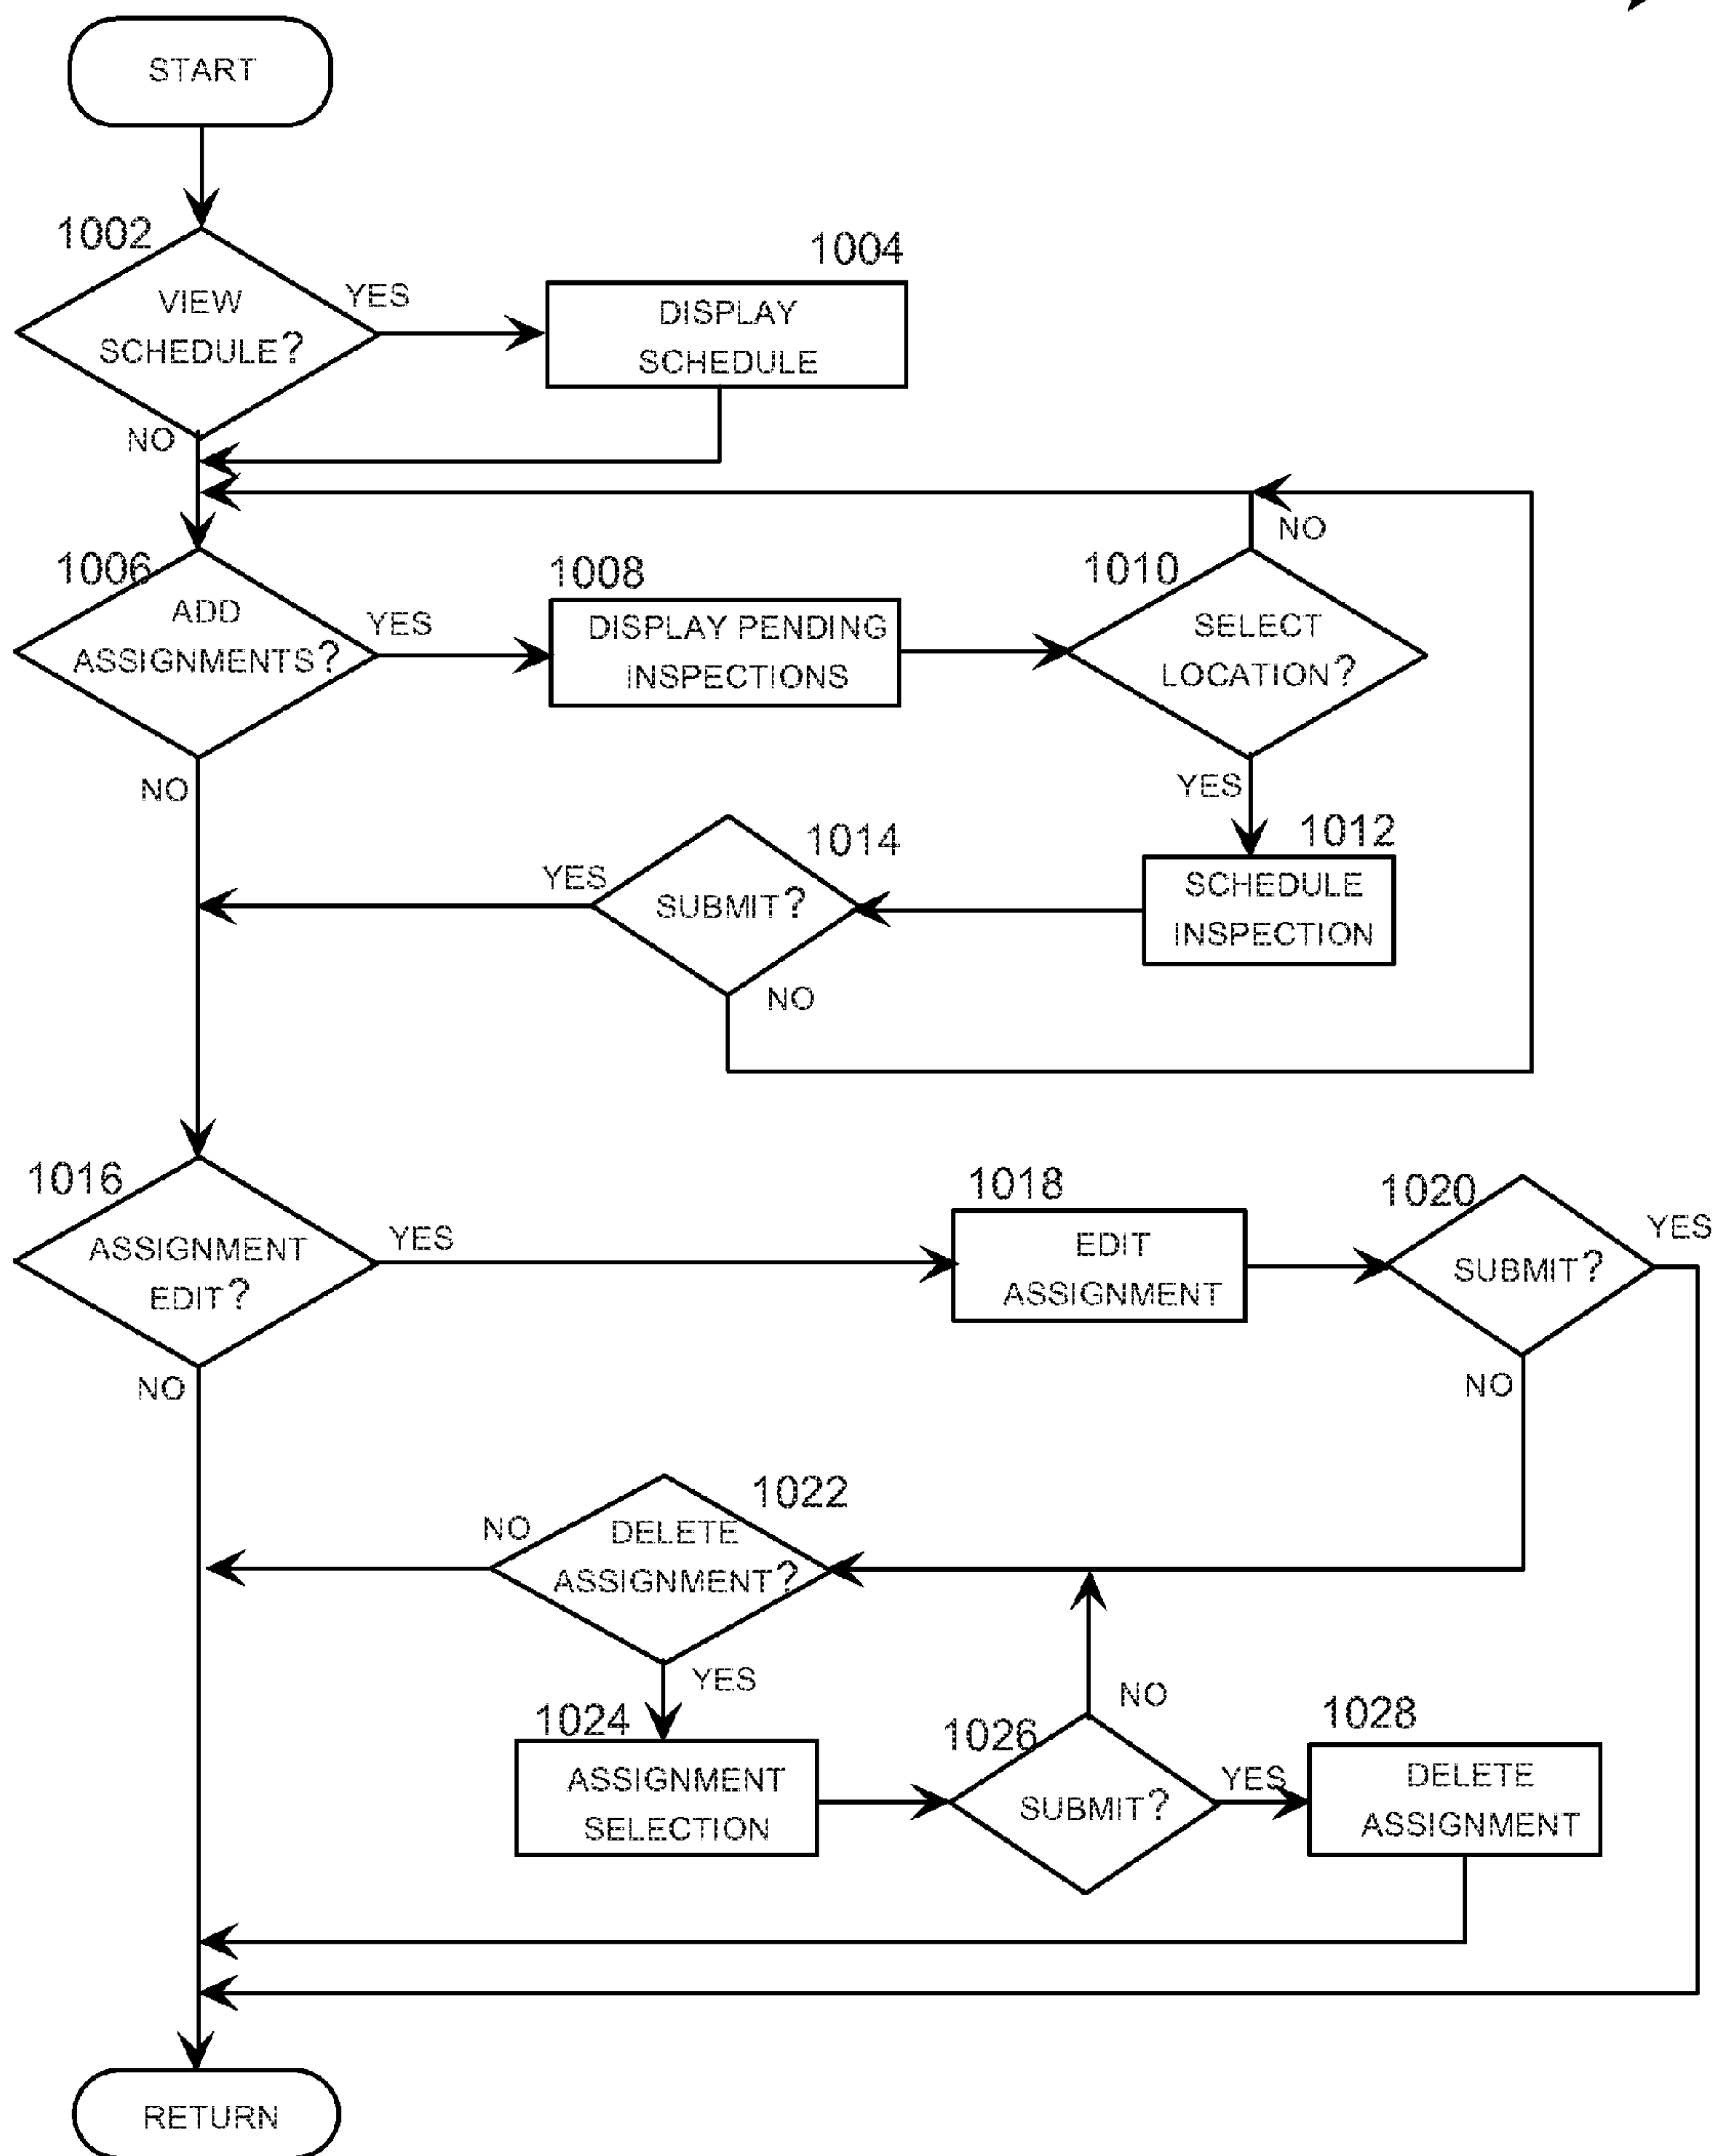 START
1002
VIEW
SCHEDULE?
YES
NO
1004
DISPLAY
SCHEDULE
1006
ADD
ASSIGNMENTS?
YES
NO
1008
DISPLAY PENDING
INSPECTIONS
1010
SELECT
LOCATION?
NO
YES
1012
SCHEDULE
INSPECTION
1014
SUBMIT?
YES
NO
1016
ASSIGNMENT
EDIT?
YES
NO
1018
EDIT
ASSIGNMENT
1020
SUBMIT?
YES
NO
1022
DELETE
ASSIGNMENT?
NO
YES
1024
ASSIGNMENT
SELECTION
1026
SUBMIT?
NO
YES
1028
DELETE
ASSIGNMENT
RETURN